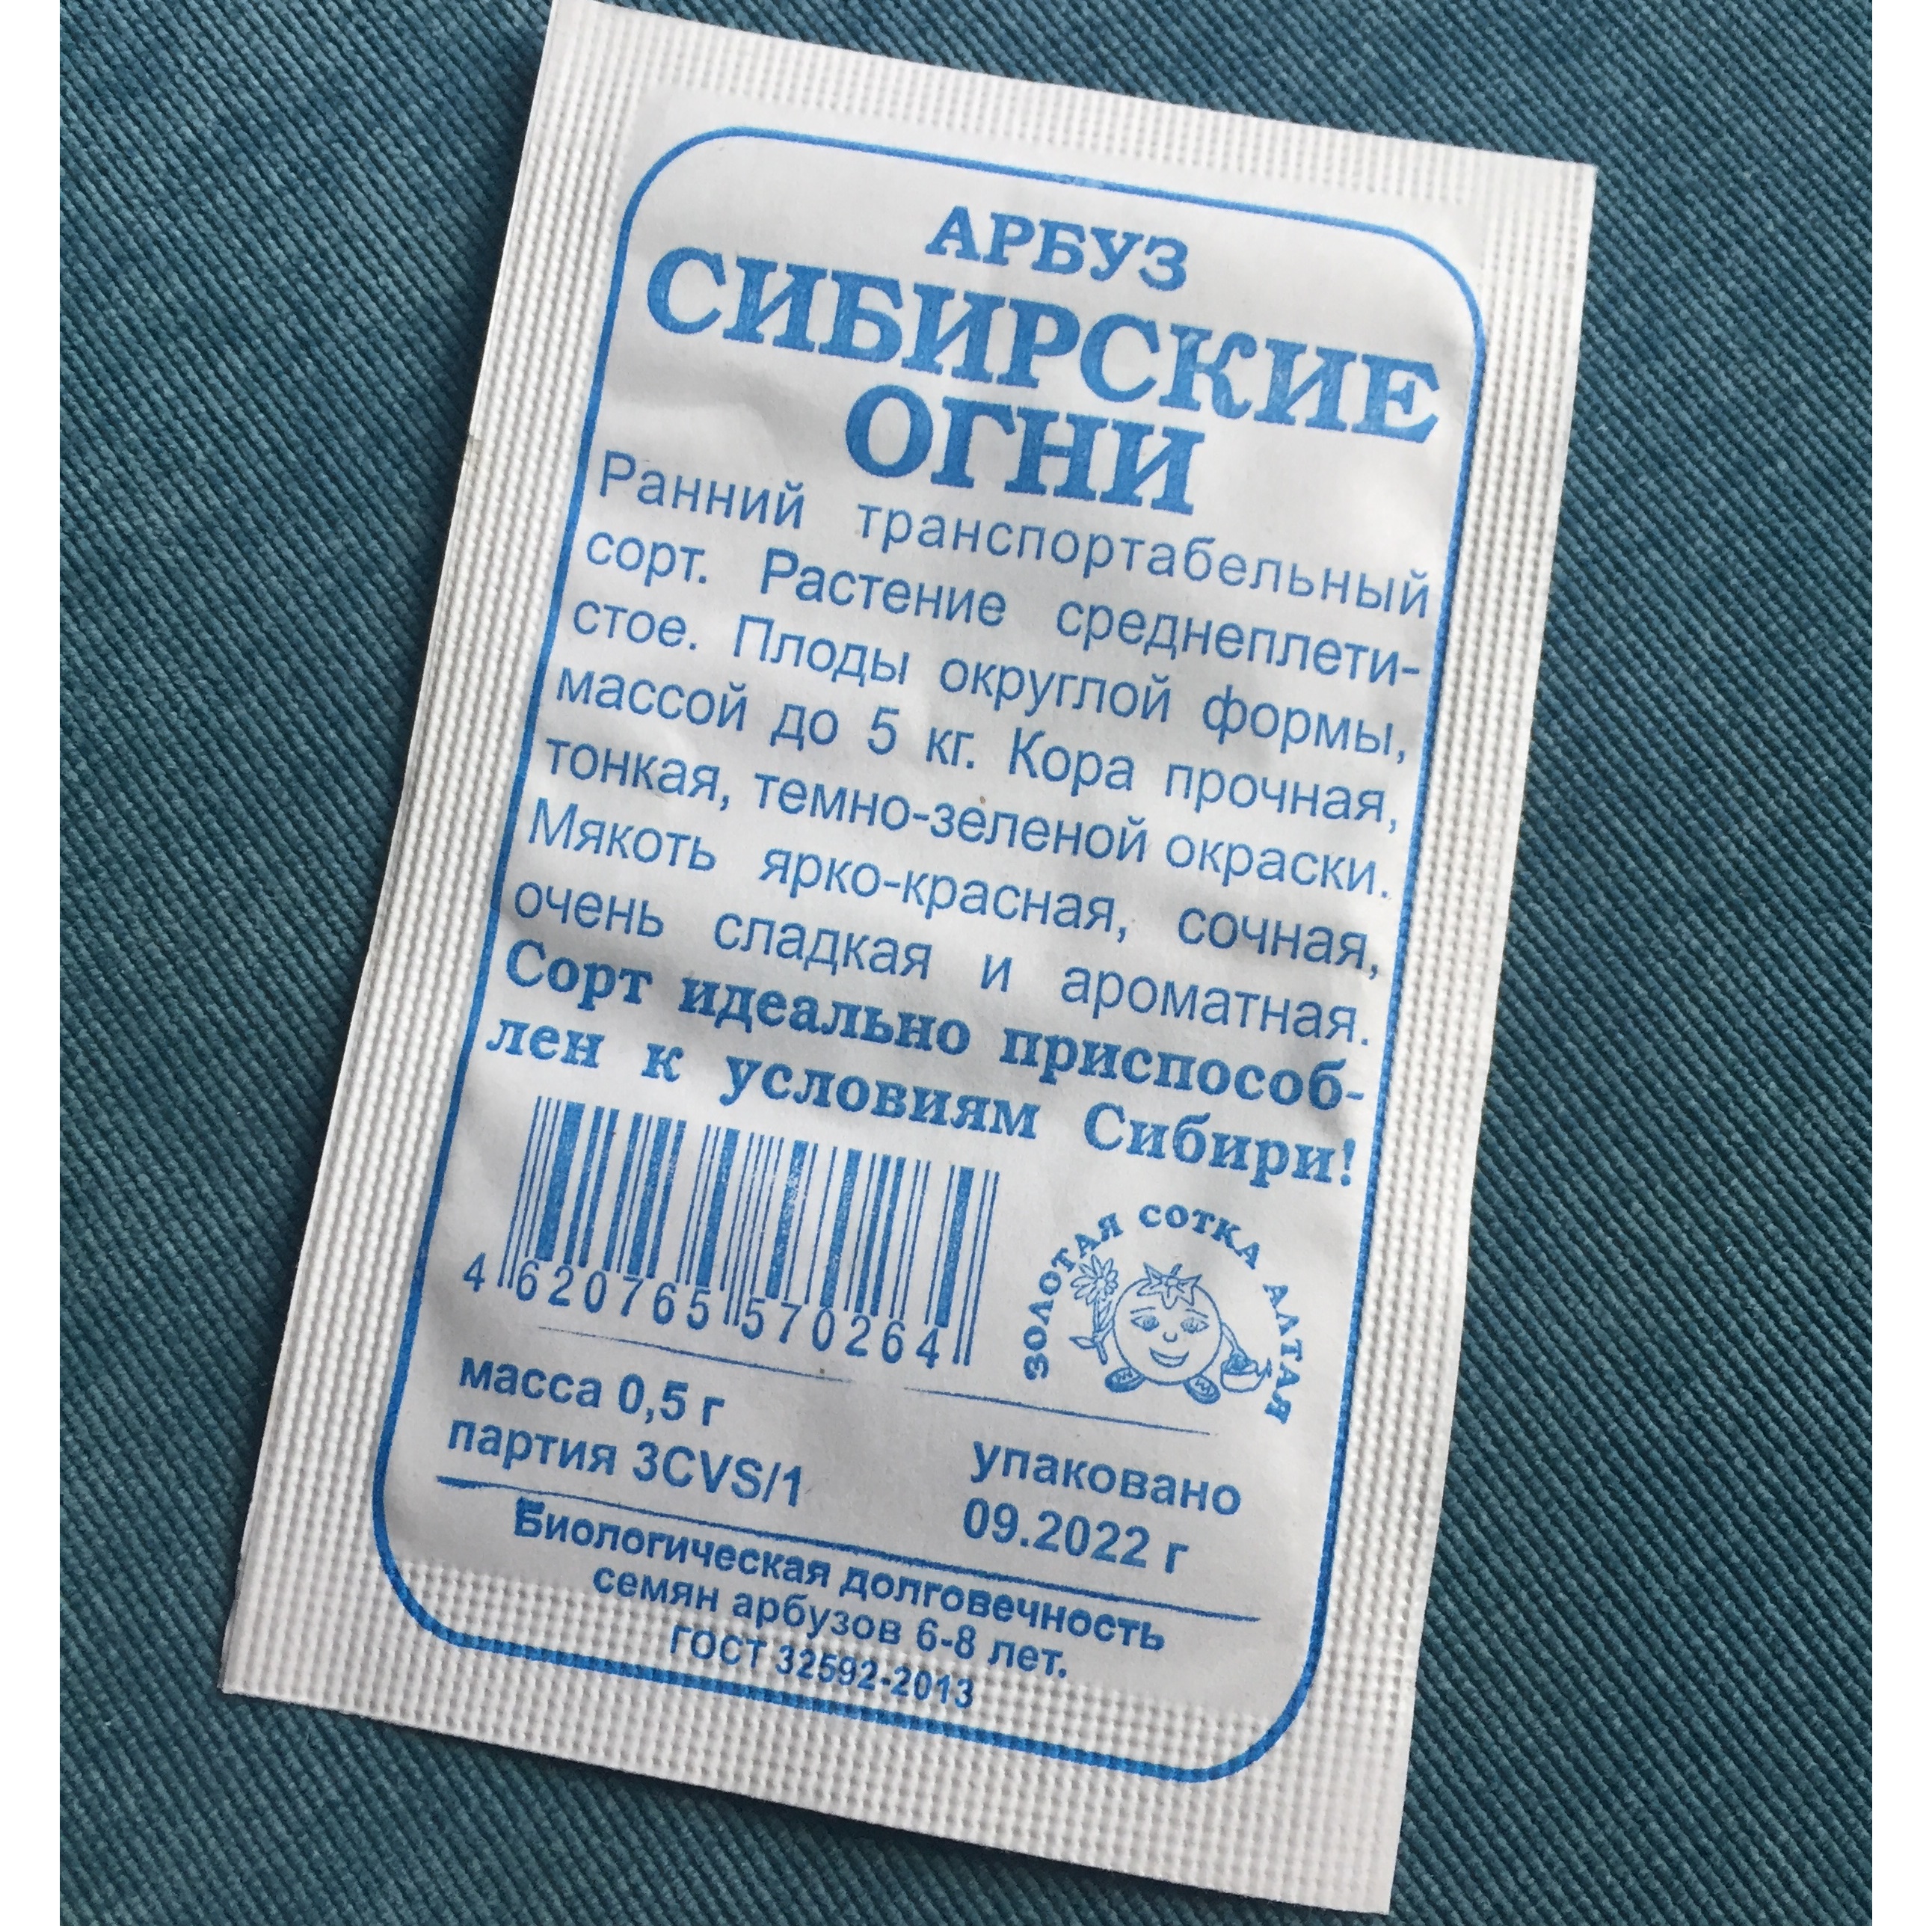 АРБУЗ
СИБИРСКИЕ
ОГНИ
Ранний транспортабельный
сорт. Растение среднеплети-
стое. Плоды округлой формы,
массой до 5 кг. Кора прочная,
тонкая, темно-зеленой окраски.
Мякоть ярко-красная, сочная,
очень сладкая и ароматная.
Сорт идеально приспособ-
лен к условиям Сибири!
ЗОЛОТАЯ СОТКА АЛТАЯ
4 620765 570264
масса 0,5 г
партия 3CVS/1
упаковано
09.2022 г
Биологическая долговечность
семян арбузов 6-8 лет.
ГОСТ 32592-2013